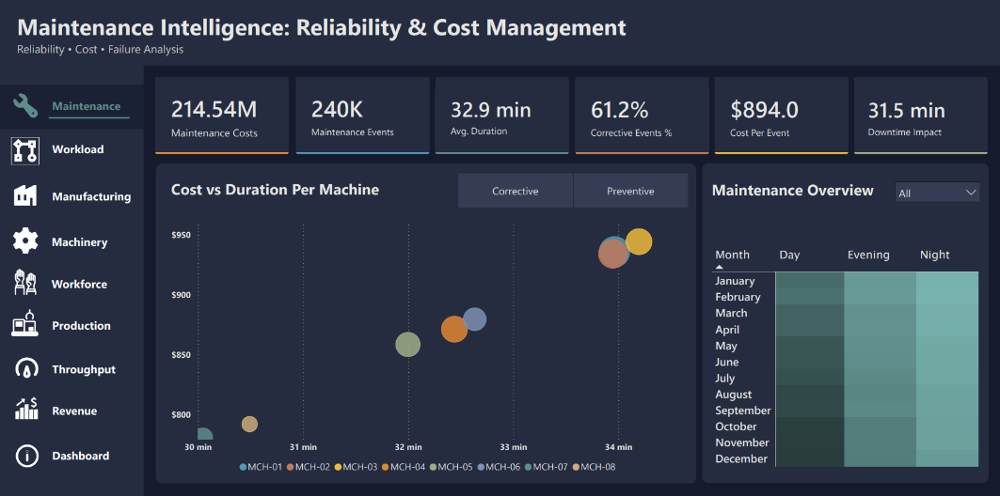 Maintenance Intelligence: Reliability & Cost Management
Reliability • Cost • Failure Analysis
Maintenance
Workload
Manufacturing
Machinery
Workforce
Production
Throughput
Revenue
Dashboard
214.54M
Maintenance Costs
240K
Maintenance Events
32.9 min
Avg. Duration
61.2%
Corrective Events %
$894.0
Cost Per Event
31.5 min
Downtime Impact
Cost vs Duration Per Machine
Corrective
Preventive
$950
$900
$850
$800
30 min 31 min 32 min 33 min 34 min
MCH-01 MCH-02 MCH-03 MCH-04 MCH-05 MCH-06 MCH-07 MCH-08
Maintenance Overview
All
Month Day Evening Night
January
February
March
April
May
June
July
August
September
October
November
December